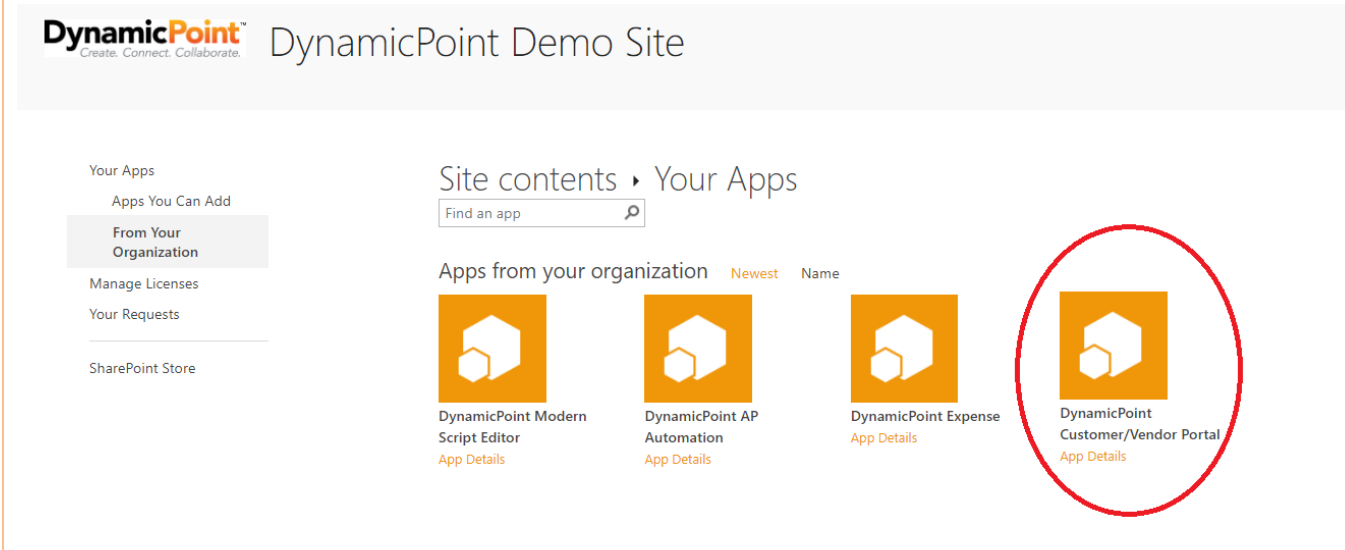 DynamicPoint™
Create. Connect. Collaborate.
DynamicPoint Demo Site
Your Apps
Apps You Can Add
From Your
Organization
Manage Licenses
Your Requests
SharePoint Store
Site contents ▸ Your Apps
Find an app
Apps from your organization Newest Name
DynamicPoint Modern
Script Editor
App Details
DynamicPoint AP
Automation
App Details
DynamicPoint Expense
App Details
DynamicPoint
Customer/Vendor Portal
App Details